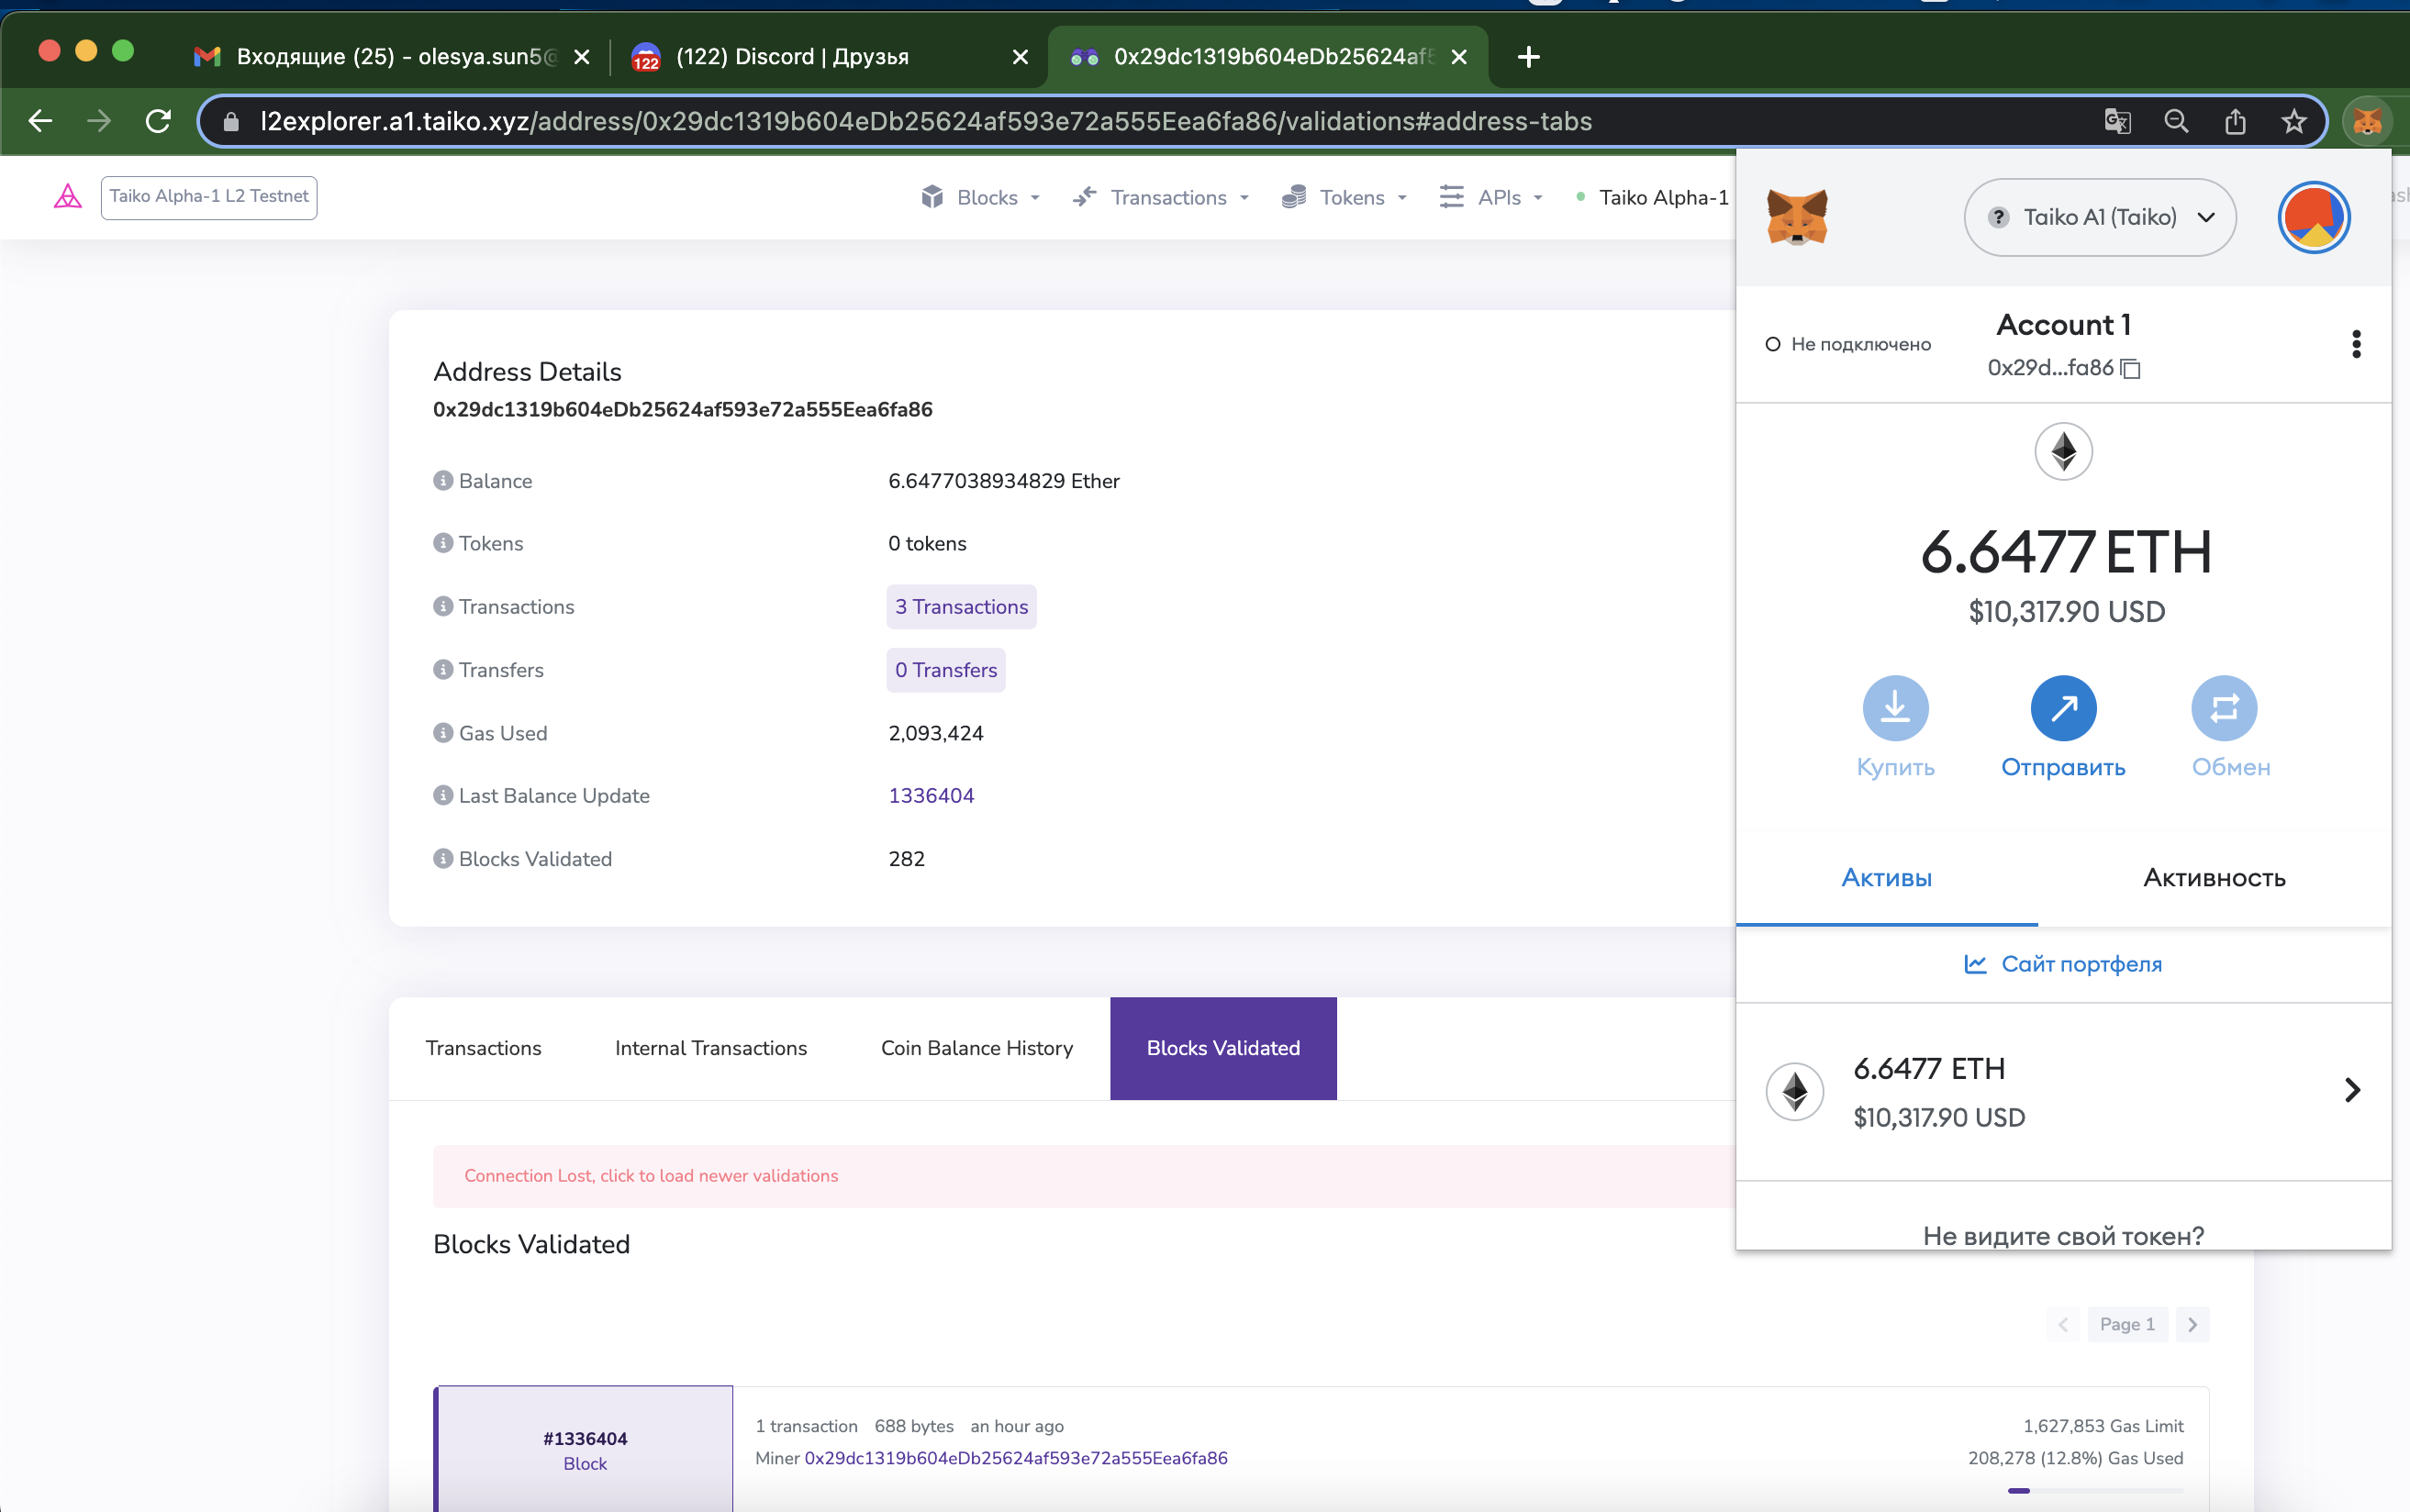 Входящие (25) - olesya.sun5@
122
(122) Discord | Друзья
0x29dc1319b604eDb25624af5
l2explorer.a1.taiko.xyz/address/0x29dc1319b604eDb25624af593e72a555Eea6fa86/validations#address-tabs
Taiko Alpha-1 L2 Testnet
Blocks
Transactions
Tokens
APIs
Taiko Alpha-1
Address Details
0x29dc1319b604eDb25624af593e72a555Eea6fa86
Balance 6.6477038934829 Ether
Tokens 0 tokens
Transactions 3 Transactions
Transfers 0 Transfers
Gas Used 2,093,424
Last Balance Update 1336404
Blocks Validated 282
Transactions
Internal Transactions
Coin Balance History
Blocks Validated
Connection Lost, click to load newer validations
Blocks Validated
Page 1
#1336404
Block
1 transaction 688 bytes an hour ago
Miner 0x29dc1319b604eDb25624af593e72a555Eea6fa86
1,627,853 Gas Limit
208,278 (12.8%) Gas Used
Taiko A1 (Taiko)
Не подключено
Account 1
0x29d...fa86
6.6477 ETH
$10,317.90 USD
Купить
Отправить
Обмен
Активы
Активность
Сайт портфеля
6.6477 ETH
$10,317.90 USD
Не видите свой токен?